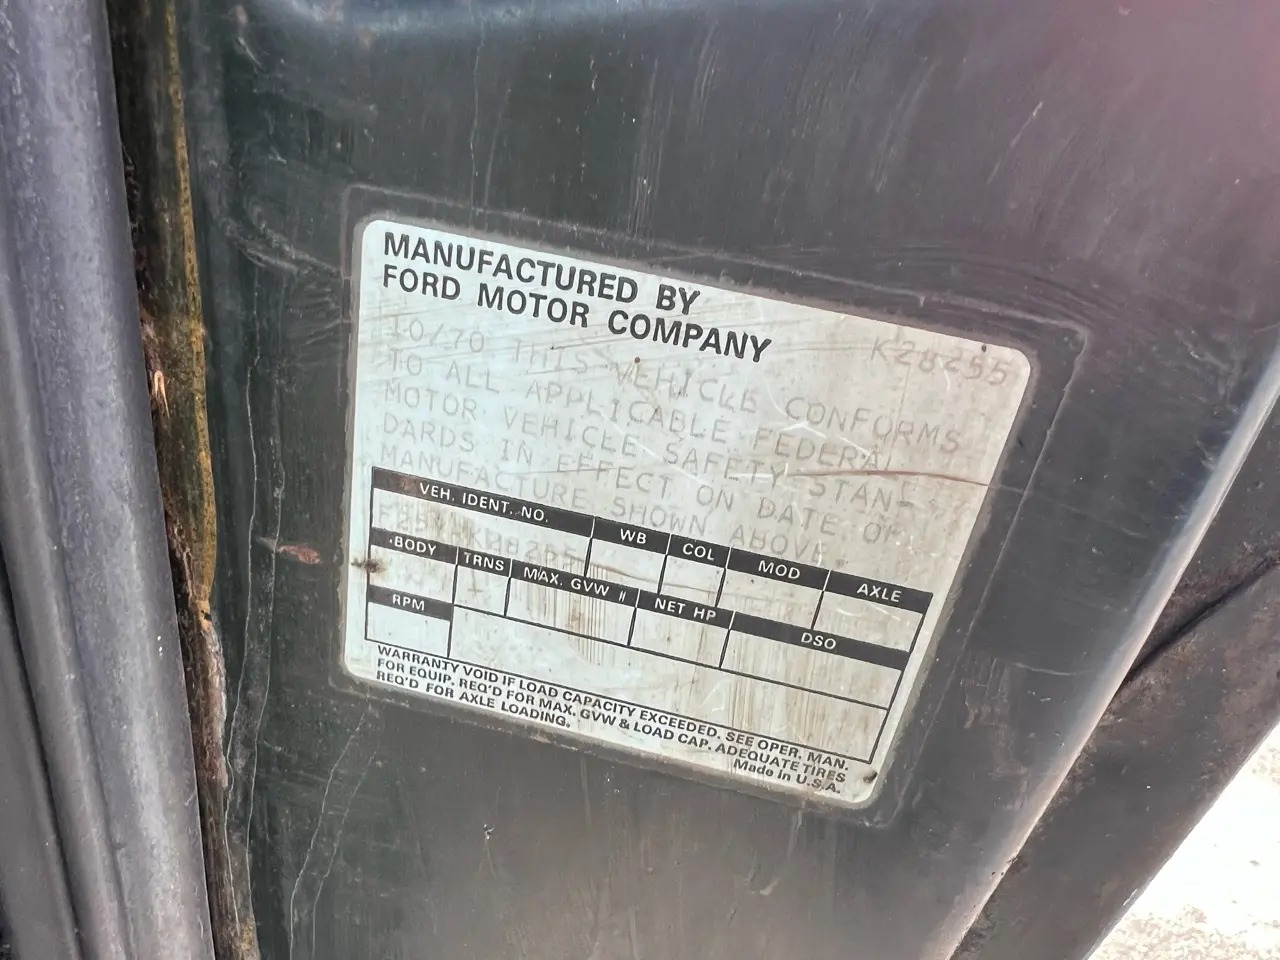 MANUFACTURED BY
FORD MOTOR COMPANY
K28255
10/70 THIS VEHICLE CONFORMS
TO ALL APPLICABLE FEDERAL
MOTOR VEHICLE SAFETY STAN-
DARDS IN EFFECT ON DATE OF
MANUFACTURE SHOWN ABOVE
VEH. IDENT. NO. WB COL MOD AXLE
BODY TRNS MAX. GVW # NET HP DSO
RPM
WARRANTY VOID IF LOAD CAPACITY EXCEEDED. SEE OPER. MAN.
FOR EQUIP. REQ'D FOR MAX. GVW & LOAD CAP. ADEQUATE TIRES
REQ'D FOR AXLE LOADING.
Made in U.S.A.